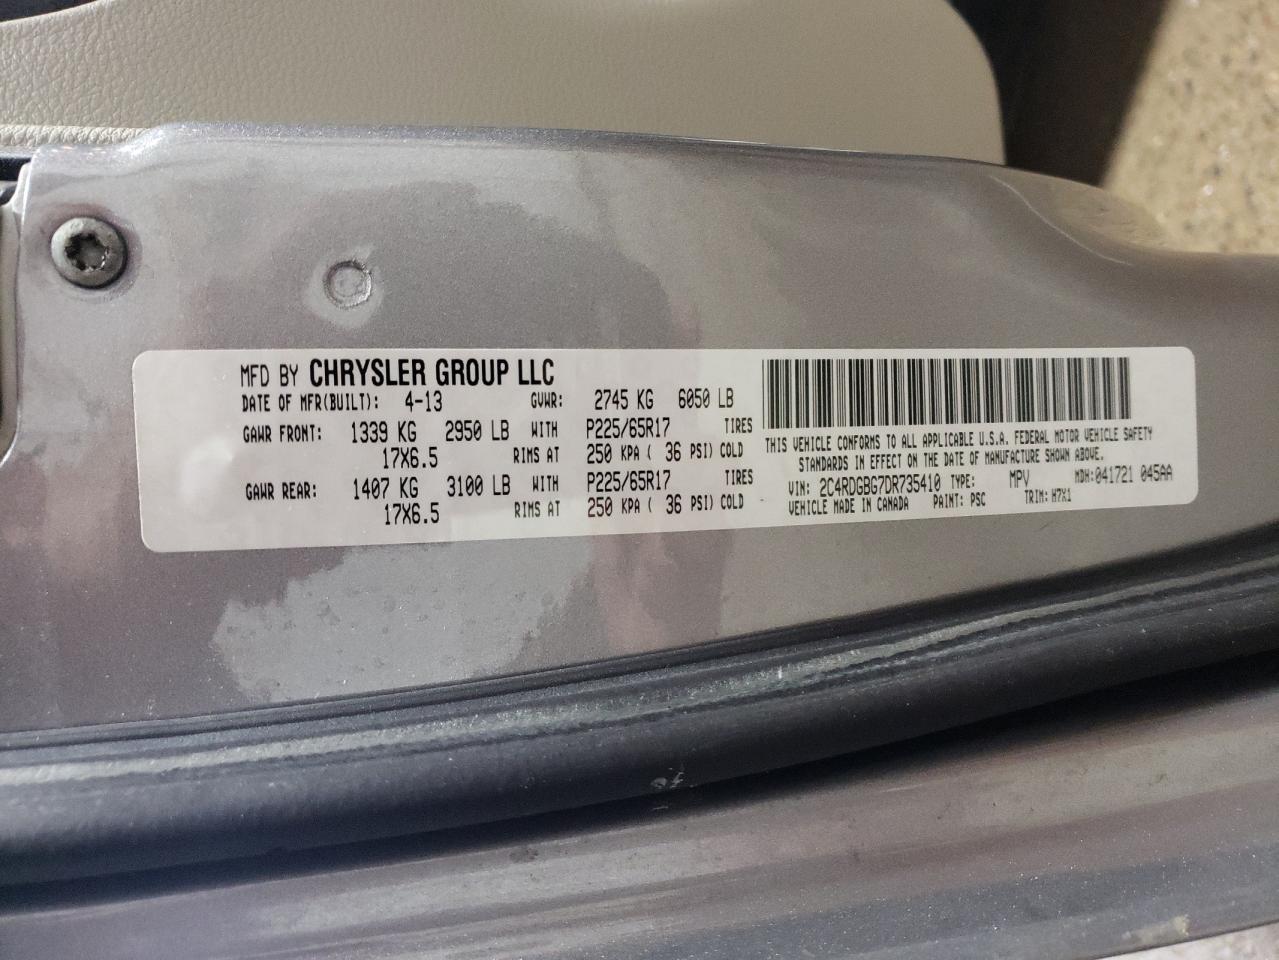 MFD BY CHRYSLER GROUP LLC
DATE OF MFR(BUILT): 4-13 GVWR: 2745 KG 6050 LB
GAWR FRONT: 1339 KG 2950 LB WITH P225/65R17 TIRES
17X6.5 RIMS AT 250 KPA ( 36 PSI) COLD
GAWR REAR: 1407 KG 3100 LB WITH P225/65R17 TIRES
17X6.5 RIMS AT 250 KPA ( 36 PSI) COLD
THIS VEHICLE CONFORMS TO ALL APPLICABLE U.S.A. FEDERAL MOTOR VEHICLE SAFETY
STANDARDS IN EFFECT ON THE DATE OF MANUFACTURE SHOWN ABOVE.
VIN: 2C4RDGBG7DR735410 TYPE: MPV MDH:041721 045AA
VEHICLE MADE IN CANADA PAINT: PSC TRIM: H7X1